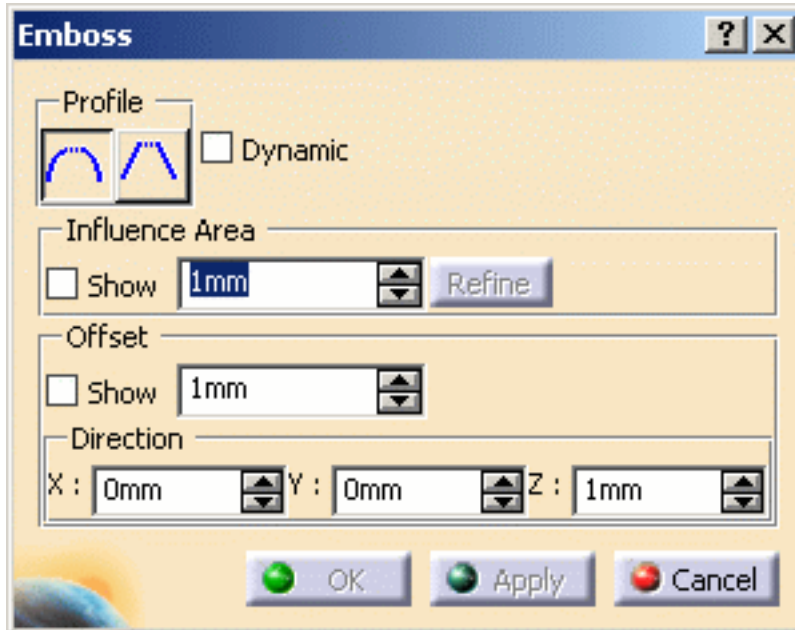 Emboss ? X
Profile
Dynamic
Influence Area
Show 1mm Refine
Offset
Show 1mm
Direction
X : 0mm Y : 0mm Z : 1mm
OK Apply Cancel